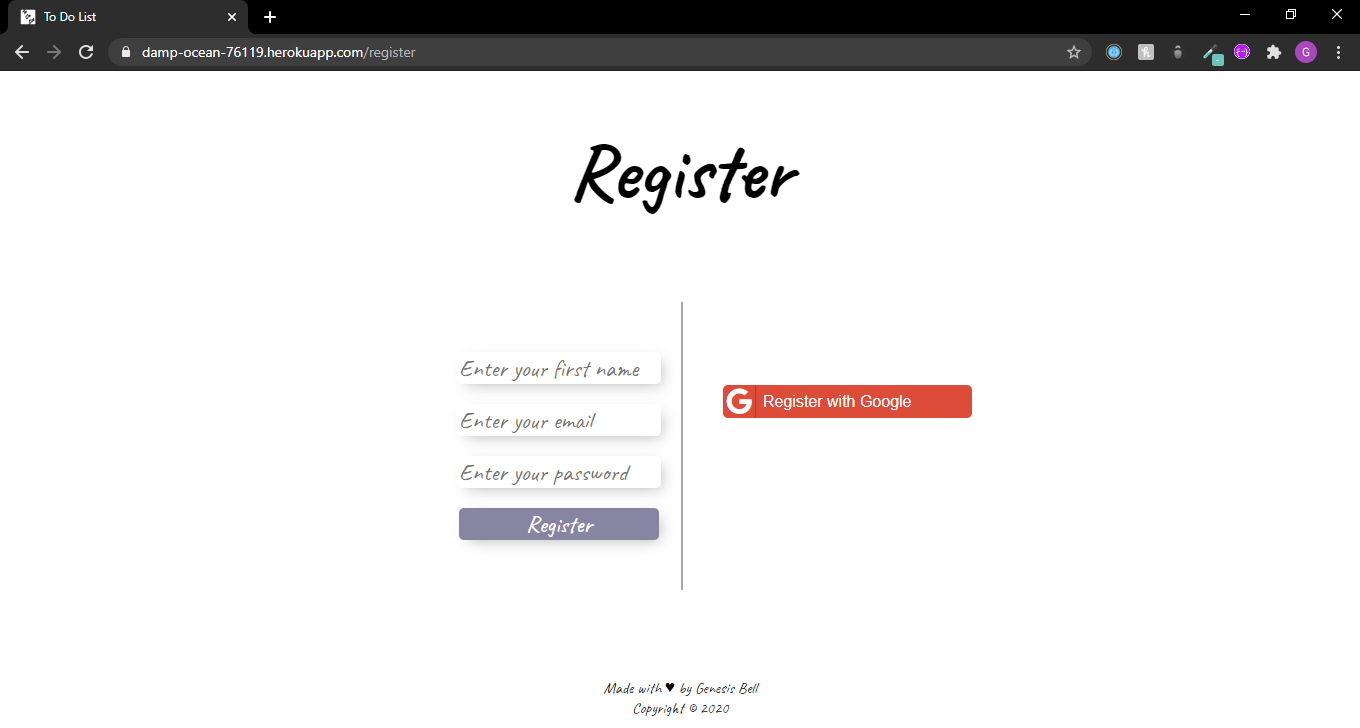 To Do List
damp-ocean-76119.herokuapp.com/register
G
Register
Enter your first name
Enter your email
Enter your password
Register
G Register with Google
Made with ♥ by Genesis Bell
Copyright © 2020